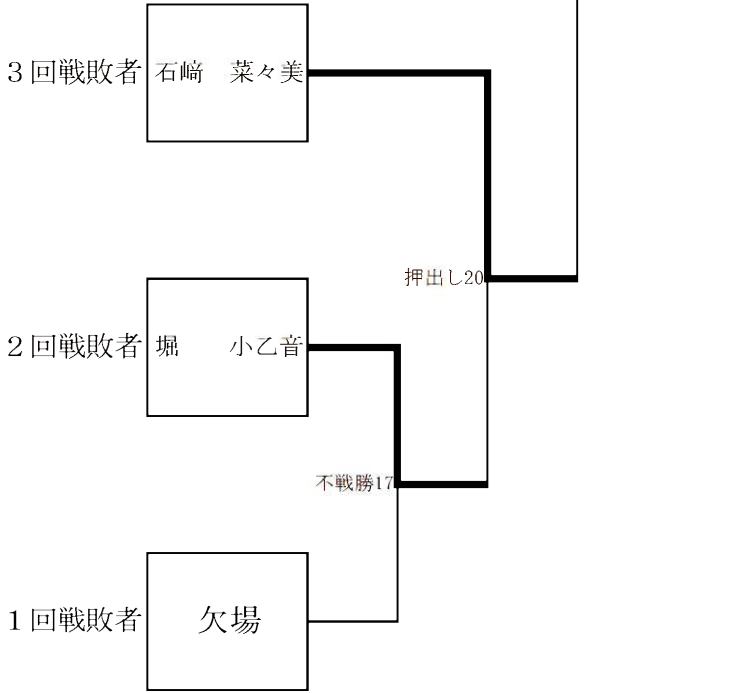 3回戦敗者 石﨑　菜々美
押出し20
2回戦敗者 堀　　小乙音
不戦勝17
1回戦敗者 欠場